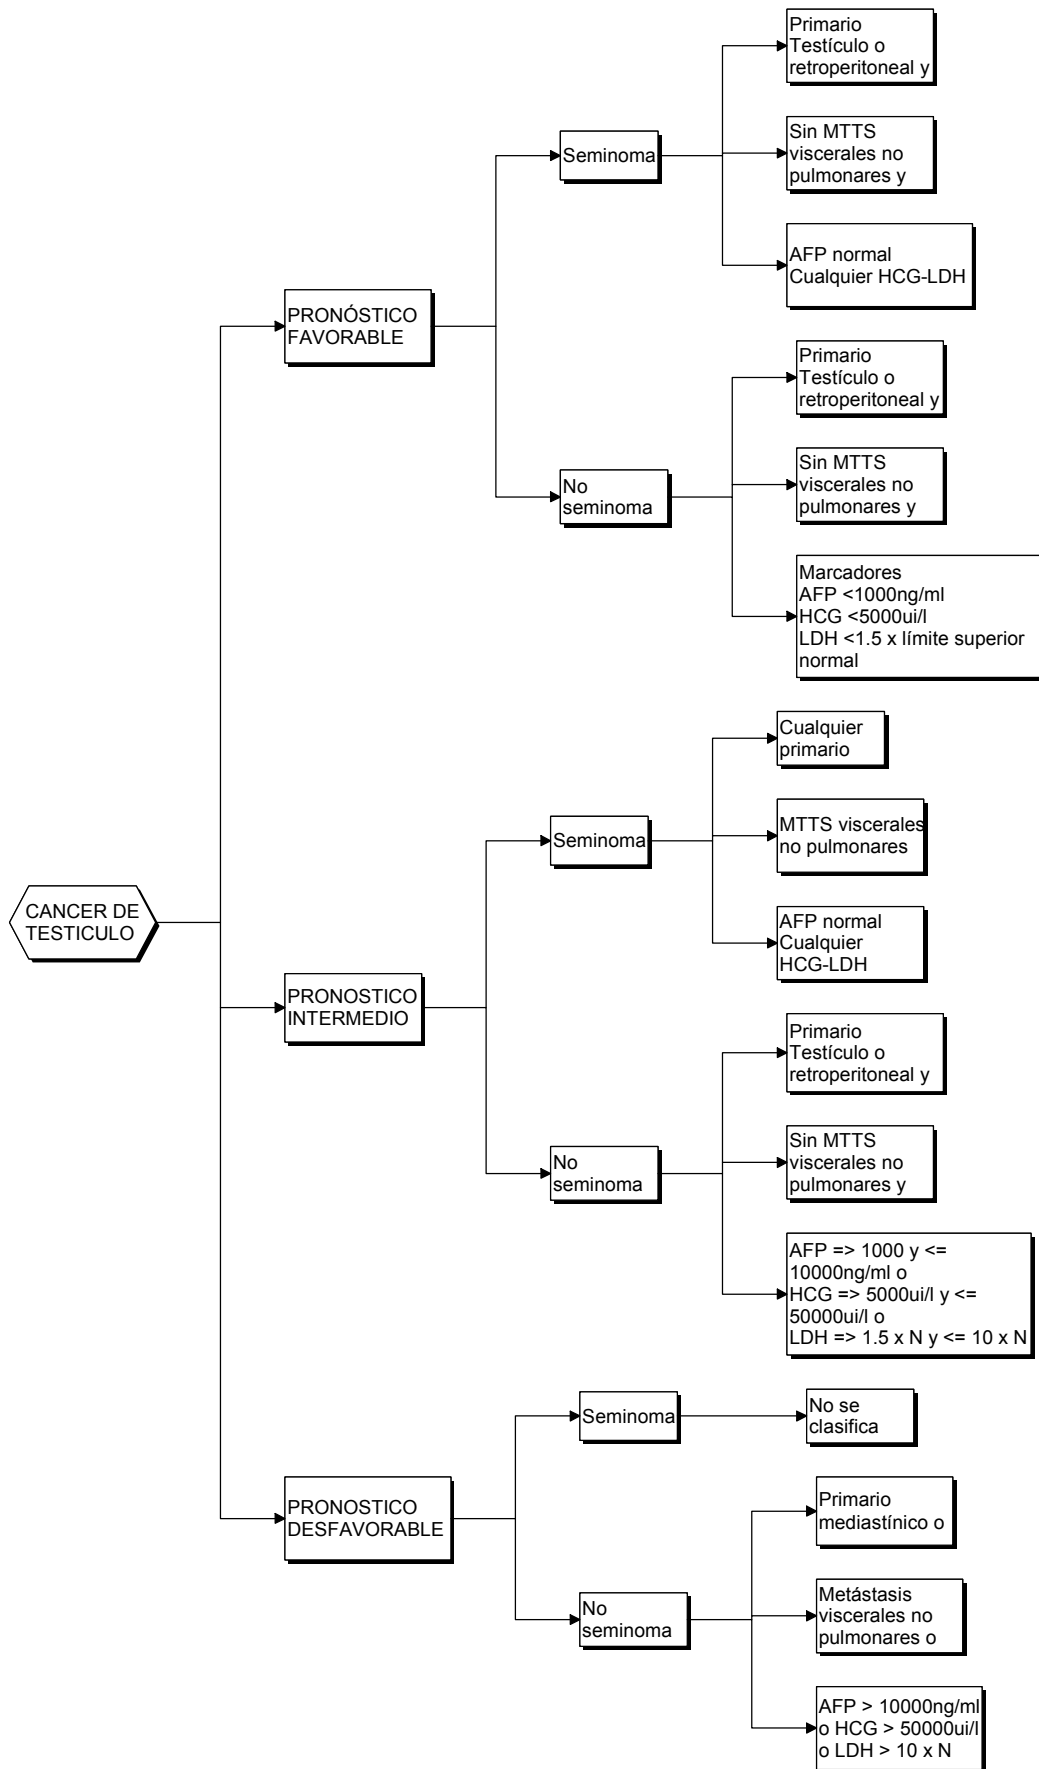 Primario
Testículo o
retroperitoneal y
Sin MTTS
viscerales no
pulmonares y
Seminoma
AFP normal
Cualquier HCG-LDH
PRONÓSTICO
FAVORABLE
Primario
Testículo o
retroperitoneal y
Sin MTTS
viscerales no
pulmonares y
No
seminoma
Marcadores
AFP <1000ng/ml
HCG <5000ui/l
LDH <1.5 x límite superior
normal
Cualquier
primario
MTTS viscerales
no pulmonares
Seminoma
AFP normal
Cualquier
HCG-LDH
CANCER DE
TESTICULO
PRONOSTICO
INTERMEDIO
Primario
Testículo o
retroperitoneal y
Sin MTTS
viscerales no
pulmonares y
No
seminoma
AFP => 1000 y <=
10000ng/ml o
HCG => 5000ui/l y <=
50000ui/l o
LDH => 1.5 x N y <= 10 x N
Seminoma
No se
clasifica
PRONOSTICO
DESFAVORABLE
Primario
mediastínico o
No
seminoma
Metástasis
viscerales no
pulmonares o
AFP > 10000ng/ml
o HCG > 50000ui/l
o LDH > 10 x N